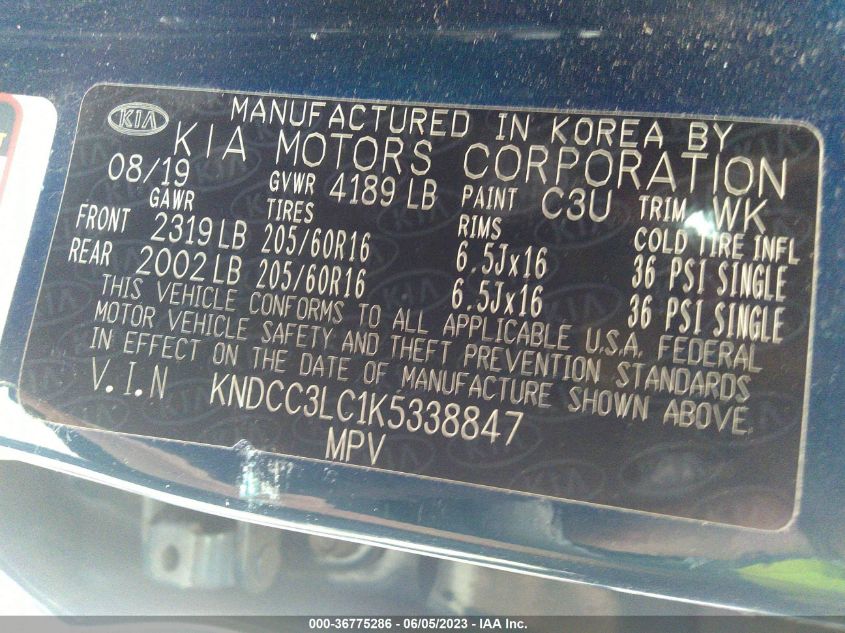 KIA
MANUFACTURED IN KOREA BY
KIA MOTORS CORPORATION
08/19 GVWR 4189 LB PAINT C3U TRIM WK
GAWR TIRES RIMS COLD TIRE INFL
FRONT 2319 LB 205/60R16 6.5Jx16 36 PSI SINGLE
REAR 2002 LB 205/60R16 6.5Jx16 36 PSI SINGLE
THIS VEHICLE CONFORMS TO ALL APPLICABLE U.S.A. FEDERAL
MOTOR VEHICLE SAFETY AND THEFT PREVENTION STANDARDS
IN EFFECT ON THE DATE OF MANUFACTURE SHOWN ABOVE.
V.I.N KNDCC3LC1K5338847
MPV
000-36775286 - 06/05/2023 - IAA Inc.